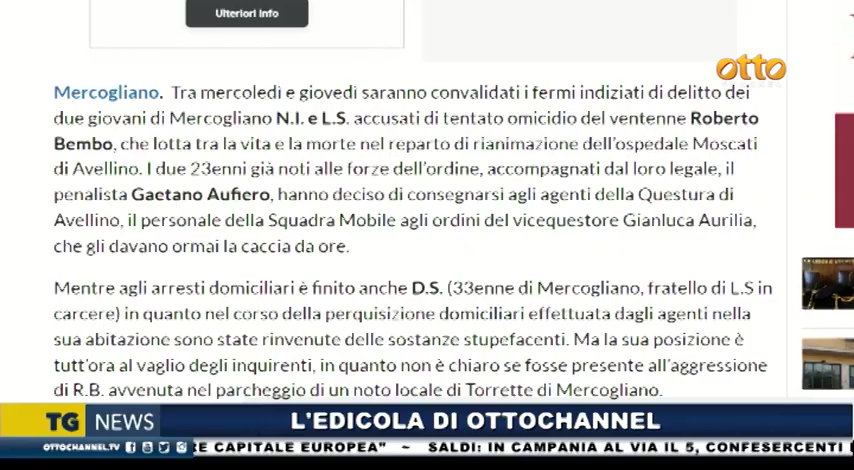 Ulteriori Info
otto
CHANNEL
Mercogliano. Tra mercoledì e giovedì saranno convalidati i fermi indiziati di delitto dei
due giovani di Mercogliano N.I. e L.S. accusati di tentato omicidio del ventenne Roberto
Bembo, che lotta tra la vita e la morte nel reparto di rianimazione dell'ospedale Moscati
di Avellino. I due 23enni già noti alle forze dell'ordine, accompagnati dal loro legale, il
penalista Gaetano Aufiero, hanno deciso di consegnarsi agli agenti della Questura di
Avellino, il personale della Squadra Mobile agli ordini del vicequestore Gianluca Aurilia,
che gli davano ormai la caccia da ore.
Mentre agli arresti domiciliari è finito anche D.S. (33enne di Mercogliano, fratello di L.S in
carcere) in quanto nel corso della perquisizione domiciliari effettuata dagli agenti nella
sua abitazione sono state rinvenute delle sostanze stupefacenti. Ma la sua posizione è
tutt'ora al vaglio degli inquirenti, in quanto non è chiaro se fosse presente all'aggressione
di R.B. avvenuta nel parcheggio di un noto locale di Torrette di Mercogliano.
TG NEWS L'EDICOLA DI OTTOCHANNEL
OTTOCHANNEL.TV RE CAPITALE EUROPEA" ~ SALDI: IN CAMPANIA AL VIA IL 5, CONFESERCENTI